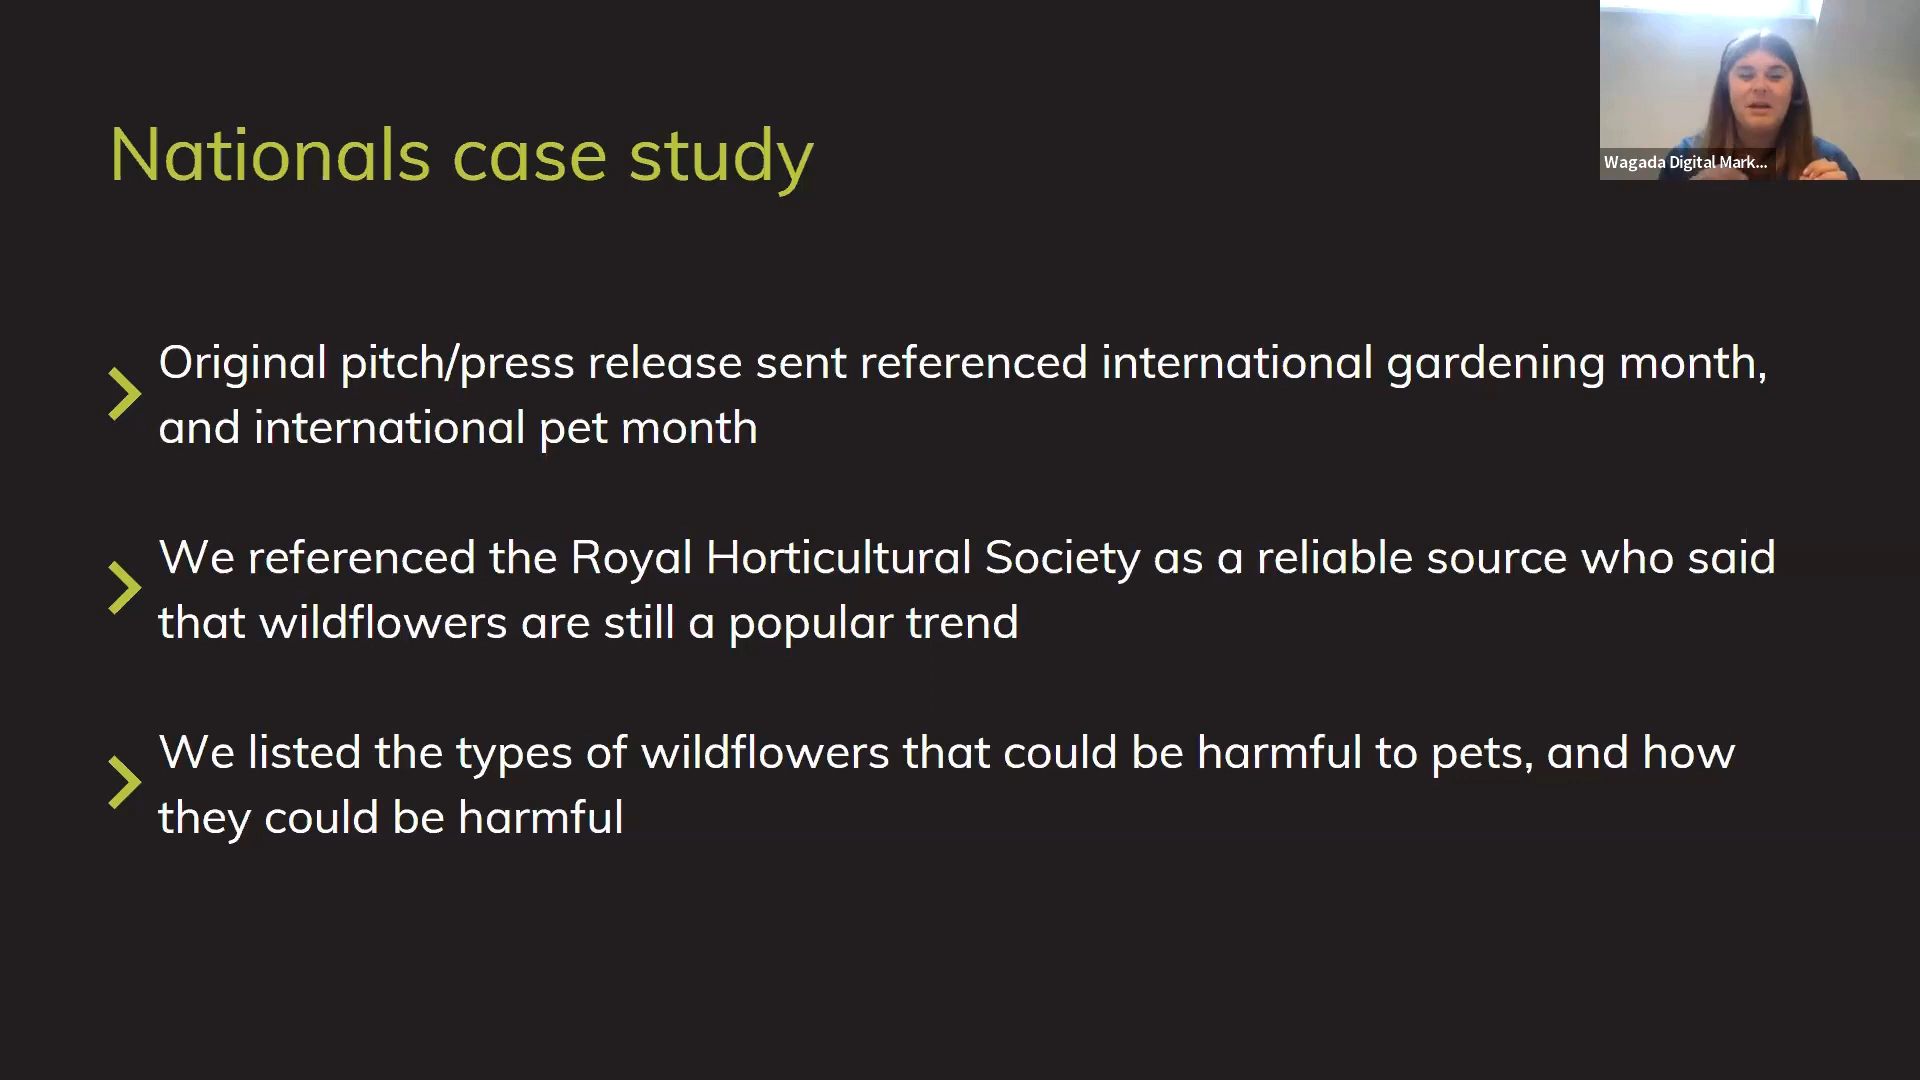 Nationals case study
Wagada Digital Mark...
Original pitch/press release sent referenced international gardening month,
and international pet month
We referenced the Royal Horticultural Society as a reliable source who said
that wildflowers are still a popular trend
We listed the types of wildflowers that could be harmful to pets, and how
they could be harmful